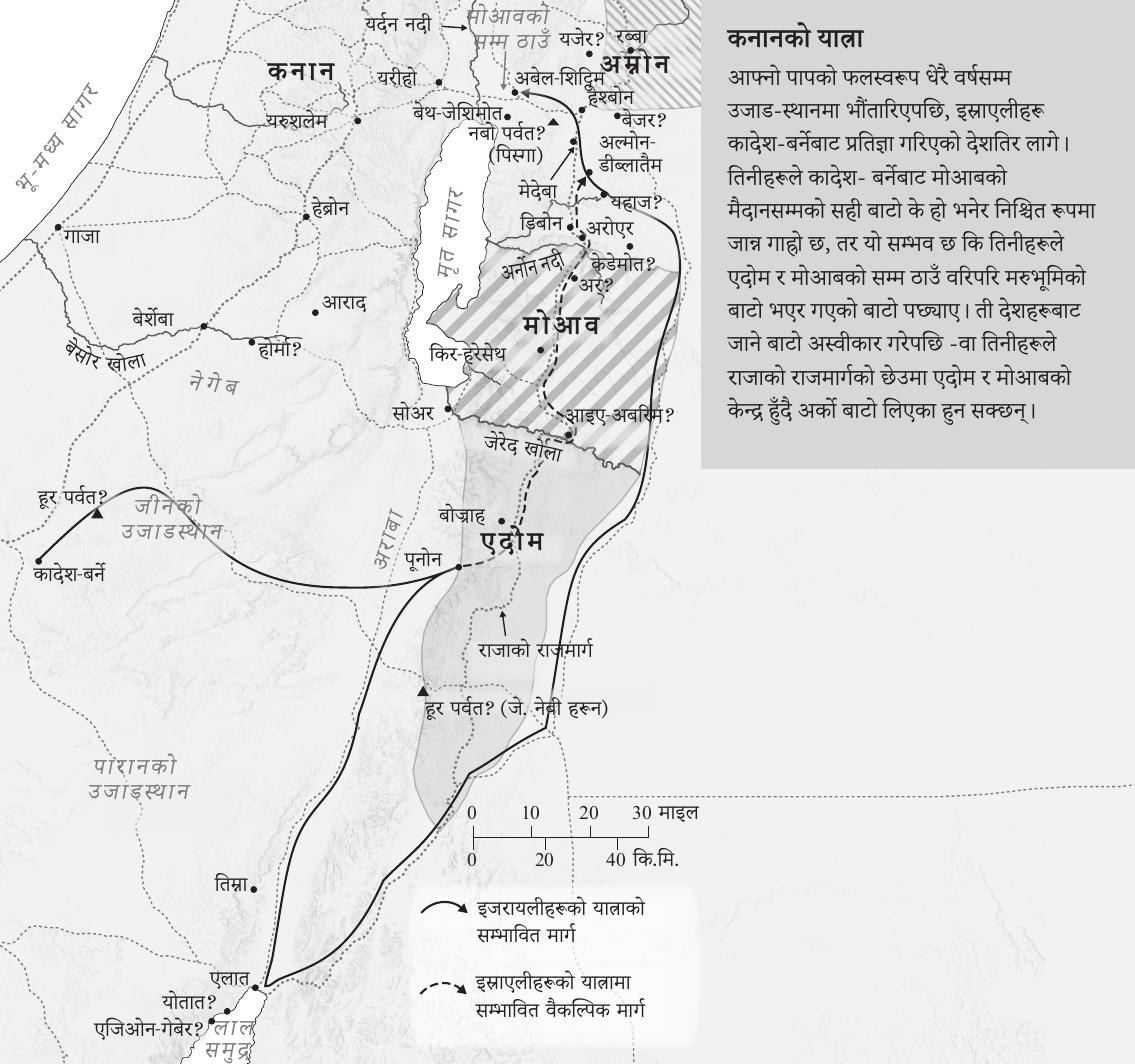 कनानको यात्रा
आफ्नो पापको फलस्वरूप धेरै वर्षसम्म
उजाड-स्थानमा भौंतारिएपछि, इस्राएलीहरू
कादेश-बर्नेबाट प्रतिज्ञा गरिएको देशतिर लागे।
तिनीहरूले कादेश- बर्नेबाट मोआबको
मैदानसम्मको सही बाटो के हो भनेर निश्चित रूपमा
जान्न गाह्रो छ, तर यो सम्भव छ कि तिनीहरूले
एदोम र मोआबको सम्म ठाउँ वरिपरि मरुभूमिको
बाटो भएर गएको बाटो पछ्याए। ती देशहरूबाट
जाने बाटो अस्वीकार गरेपछि -वा तिनीहरूले
राजाको राजमार्गको छेउमा एदोम र मोआबको
केन्द्र हुँदै अर्को बाटो लिएका हुन सक्छन्।
यर्दन नदी
मोआवको
सम्म ठाउँ
यजेर?
रब्बा
अम्नोन
कनान
यरीहो
अबेल-शिट्टिम
हेश्बोन
बेथ-जेशिमोत
बेजर?
यरुशलेम
नबो पर्वत?
(पिस्गा)
अल्मोन-
डीब्लातैम
भू-मध्य सागर
मेदेबा
यहाज?
हेब्रोन
डिबोन
अरोएर
गाजा
मृत सागर
अर्नोन नदी
केडेमोत?
अर?
आराद
बेर्शेबा
मोआव
होर्मा?
बेसोर खोला
किर-हरेसेथ
नेगेब
सोअर
आइए-अबरिम?
जेरेद खोला
हूर पर्वत?
जीनको
उजाडस्थान
बोज्राह
एदोम
अराबा
पूनोन
कादेश-बर्ने
राजाको राजमार्ग
हूर पर्वत? (जे. नेबी हरून)
पारानको
उजाडस्थान
0 10 20 30 माइल
0 20 40 कि.मि.
तिम्ना
इजरायलीहरूको यात्राको
सम्भावित मार्ग
एलात
इस्राएलीहरूको यात्रामा
सम्भावित वैकल्पिक मार्ग
योतात?
एजिओन-गेबेर?
लाल
समुद्र